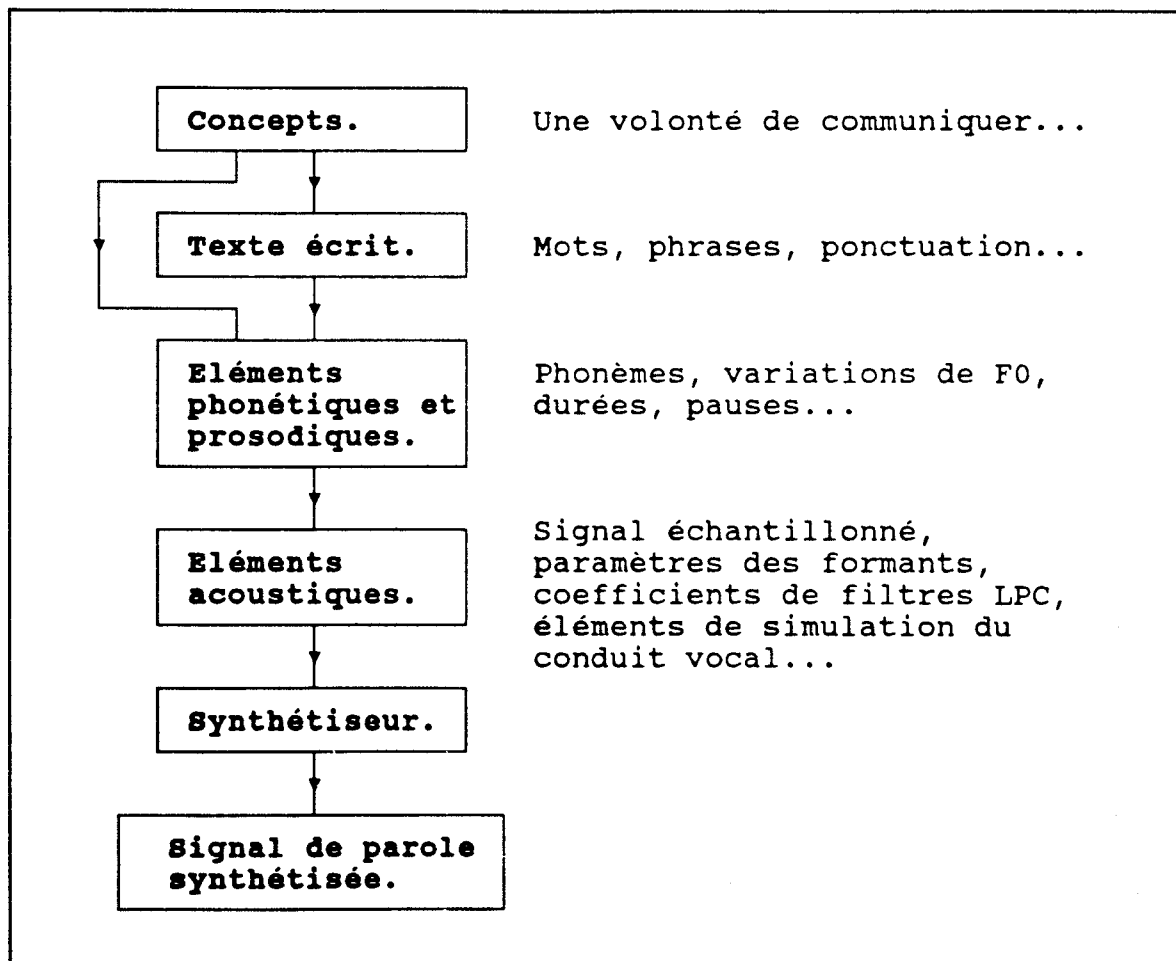 Concepts.
Une volonté de communiquer...
Texte écrit.
Mots, phrases, ponctuation...
Eléments
phonétiques et
prosodiques.
Phonèmes, variations de F0,
durées, pauses...
Eléments
acoustiques.
Signal échantillonné,
paramètres des formants,
coefficients de filtres LPC,
éléments de simulation du
conduit vocal...
Synthétiseur.
Signal de parole
synthétisée.